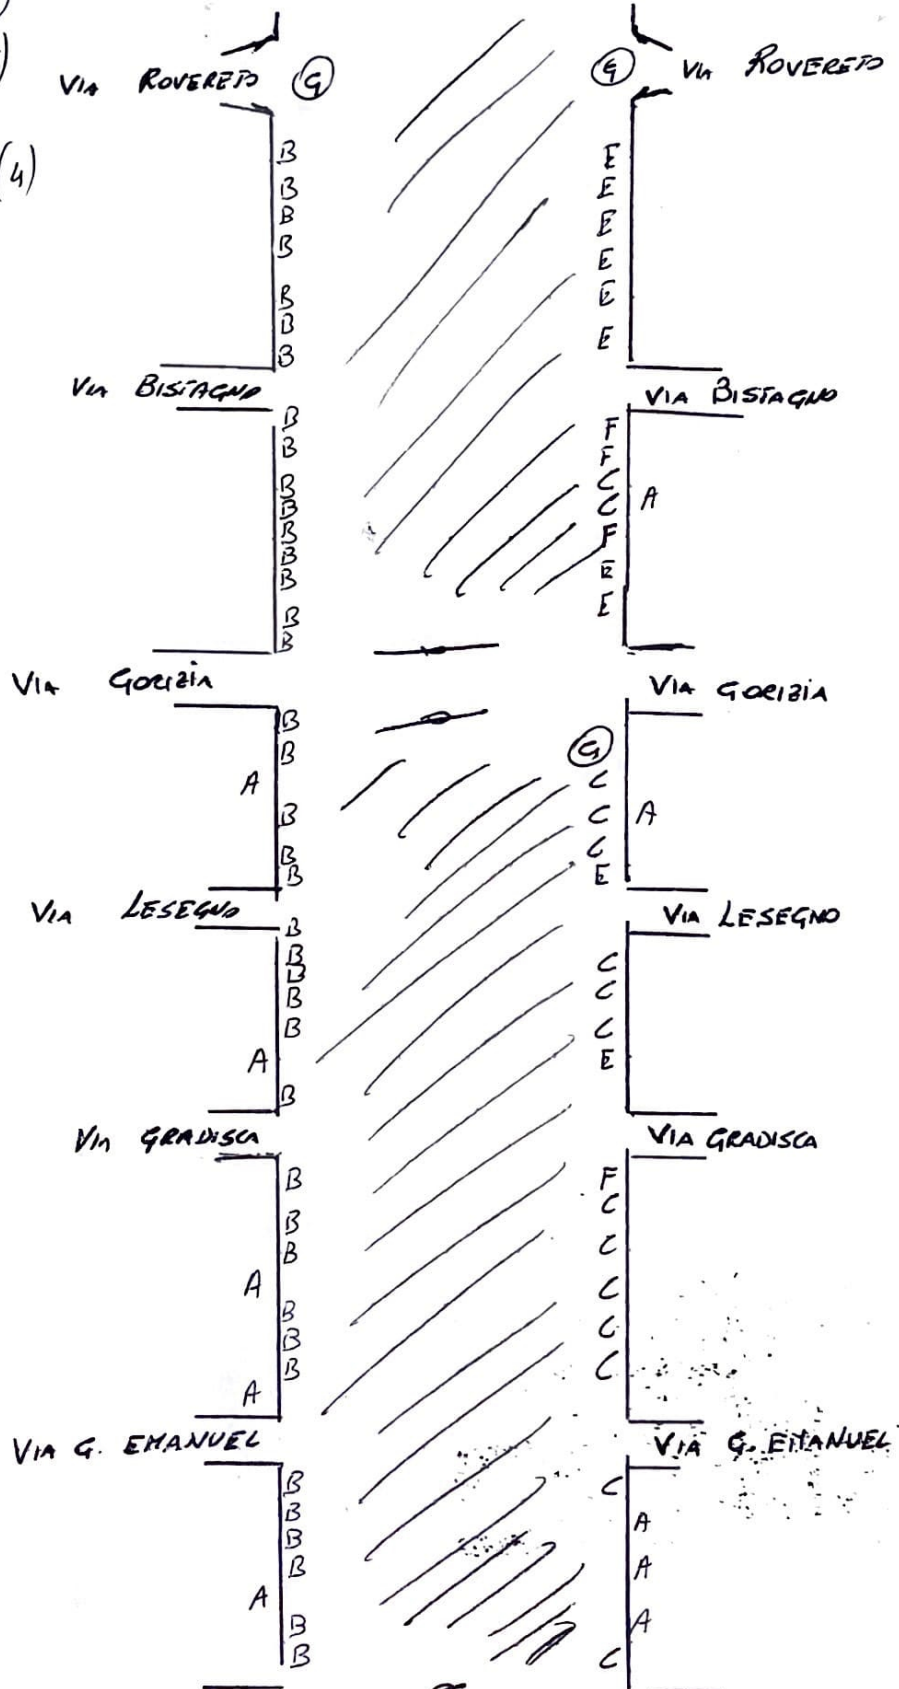 VIA ROVERETO G G VIA ROVERETO
(4)
B E
B E
B E
B E
B E
B E
B
VIA BISTAGNO VIA BISTAGNO
B F
B F
B C
B C A
B F
B E
B E
B
B
VIA GORIZIA VIA GORIZIA
B G
B C
A B C A
B C
B E
VIA LESEGNO VIA LESEGNO
B
B C
B C
B
B C
A E
B
VIA GRADISCA VIA GRADISCA
B F
B C
B C
A C
B
B C
B C
A
VIA G. EMANUEL VIA G. EMANUEL
B C
B
B A
B A
A
B A
B C